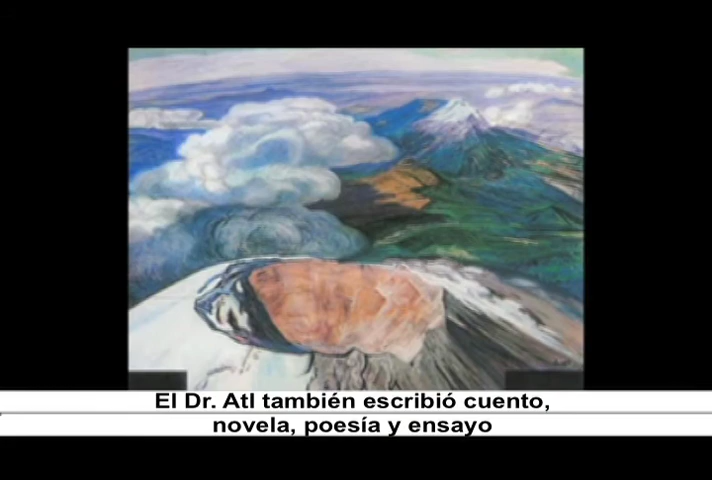 El Dr. Atl también escribió cuento,
novela, poesía y ensayo